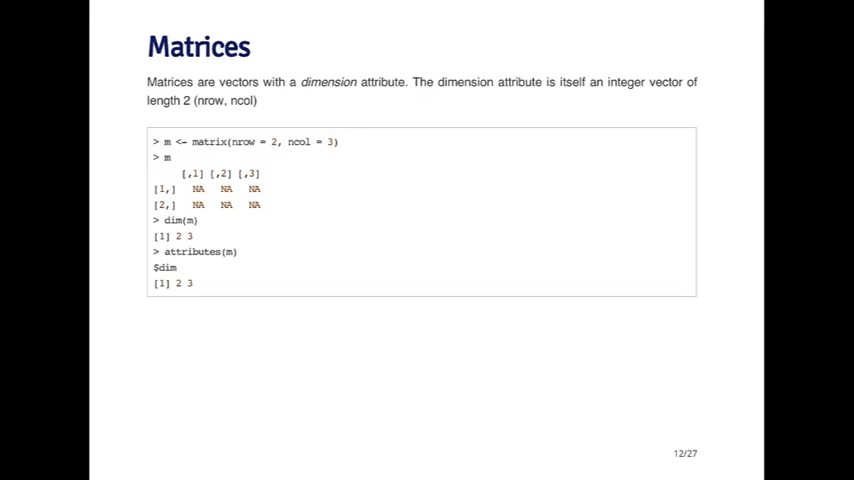 Matrices
Matrices are vectors with a dimension attribute. The dimension attribute is itself an integer vector of
length 2 (nrow, ncol)
> m <- matrix(nrow = 2, ncol = 3)
> m
     [,1] [,2] [,3]
[1,]   NA   NA   NA
[2,]   NA   NA   NA
> dim(m)
[1] 2 3
> attributes(m)
$dim
[1] 2 3
12/27